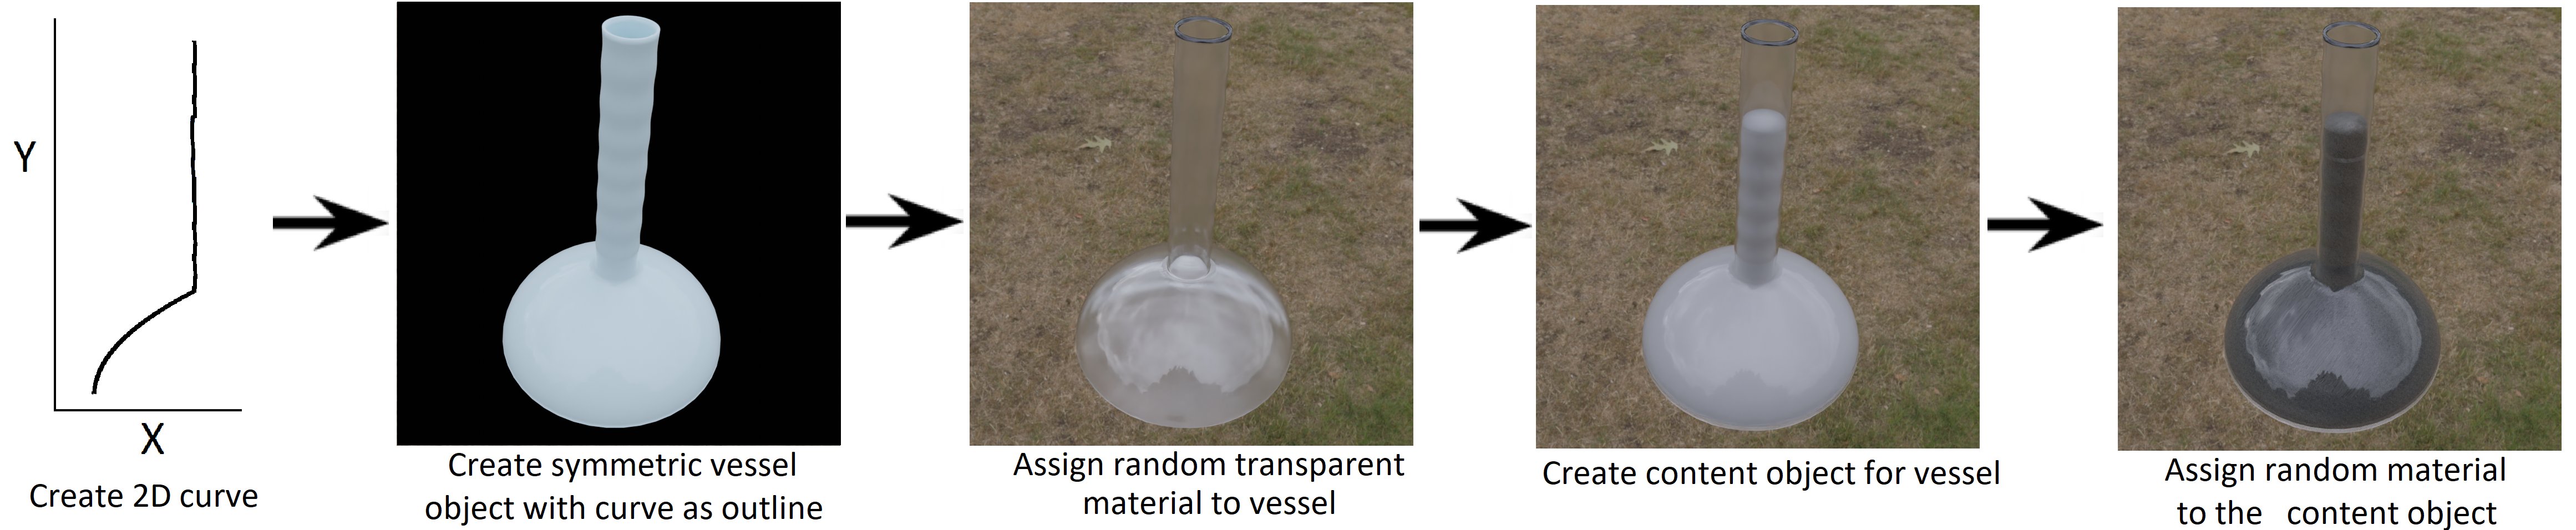 Y
X
Create 2D curve
Create symmetric vessel
object with curve as outline
Assign random transparent
material to vessel
Create content object for vessel
Assign random material
to the content object